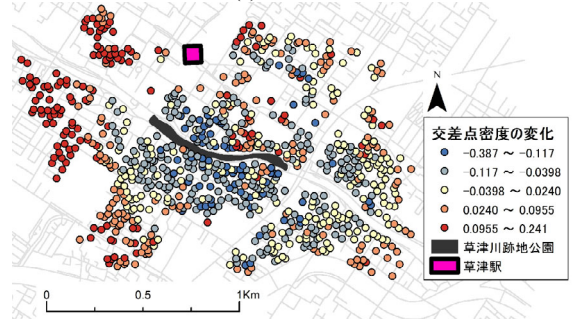 N
交差点密度の変化
-0.387 ～ -0.117
-0.117 ～ -0.0398
-0.0398 ～ 0.0240
0.0240 ～ 0.0955
0.0955 ～ 0.241
草津川跡地公園
草津駅
0 0.5 1Km